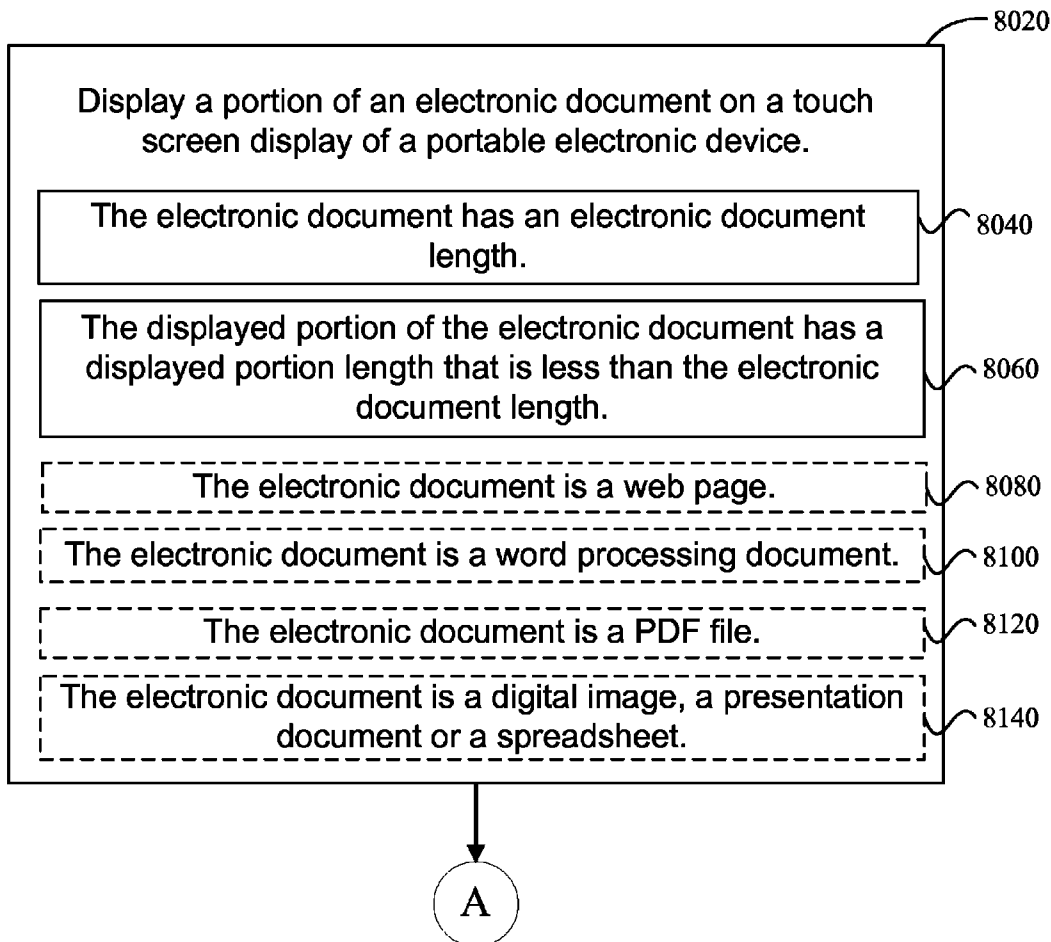 8020
Display a portion of an electronic document on a touch
screen display of a portable electronic device.
The electronic document has an electronic document
length.
8040
The displayed portion of the electronic document has a
displayed portion length that is less than the electronic
document length.
8060
The electronic document is a web page.
8080
The electronic document is a word processing document.
8100
The electronic document is a PDF file.
8120
The electronic document is a digital image, a presentation
document or a spreadsheet.
8140
A